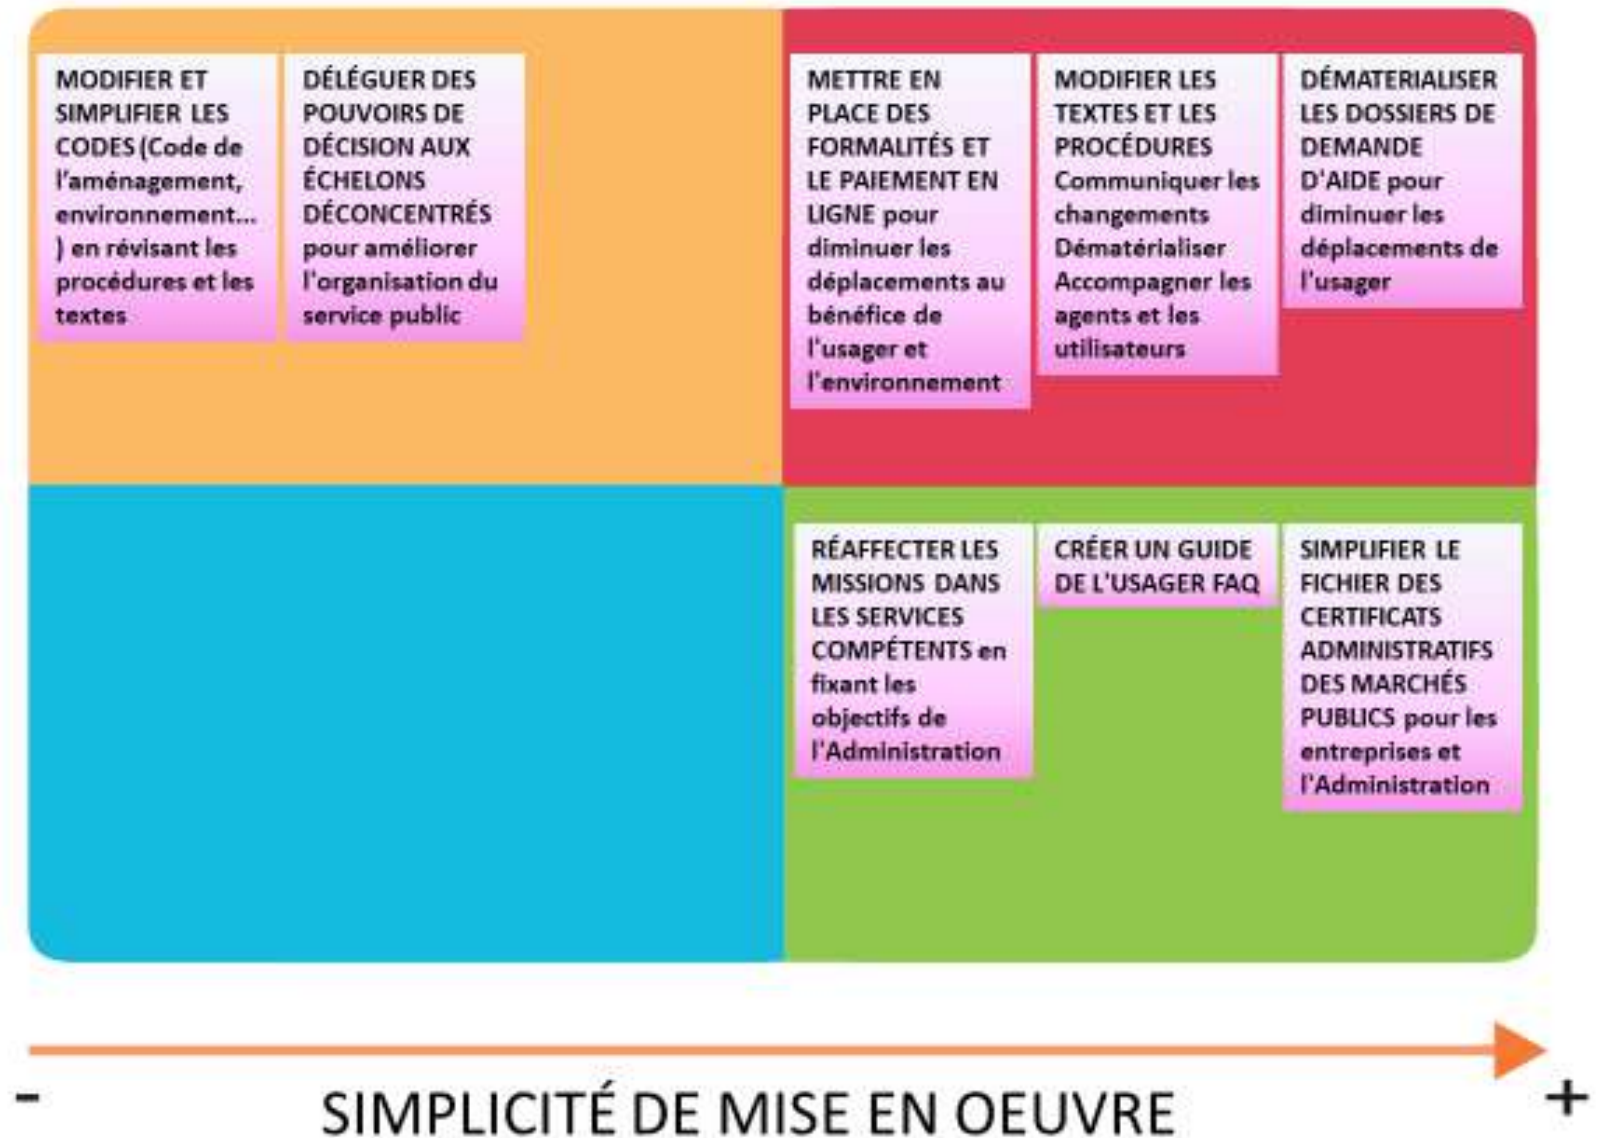 MODIFIER ET
SIMPLIFIER LES
CODES (Code de
l'aménagement,
environnement...
) en révisant les
procédures et les
textes
DÉLÉGUER DES
POUVOIRS DE
DÉCISION AUX
ÉCHELONS
DÉCONCENTRÉS
pour améliorer
l'organisation du
service public
METTRE EN
PLACE DES
FORMALITÉS ET
LE PAIEMENT EN
LIGNE pour
diminuer les
déplacements au
bénéfice de
l'usager et
l'environnement
MODIFIER LES
TEXTES ET LES
PROCÉDURES
Communiquer les
changements
Dématérialiser
Accompagner les
agents et les
utilisateurs
DÉMATERIALISER
LES DOSSIERS DE
DEMANDE
D'AIDE pour
diminuer les
déplacements de
l'usager
RÉAFFECTER LES
MISSIONS DANS
LES SERVICES
COMPÉTENTS en
fixant les
objectifs de
l'Administration
CRÉER UN GUIDE
DE L'USAGER FAQ
SIMPLIFIER LE
FICHIER DES
CERTIFICATS
ADMINISTRATIFS
DES MARCHÉS
PUBLICS pour les
entreprises et
l'Administration
- +
SIMPLICITÉ DE MISE EN OEUVRE